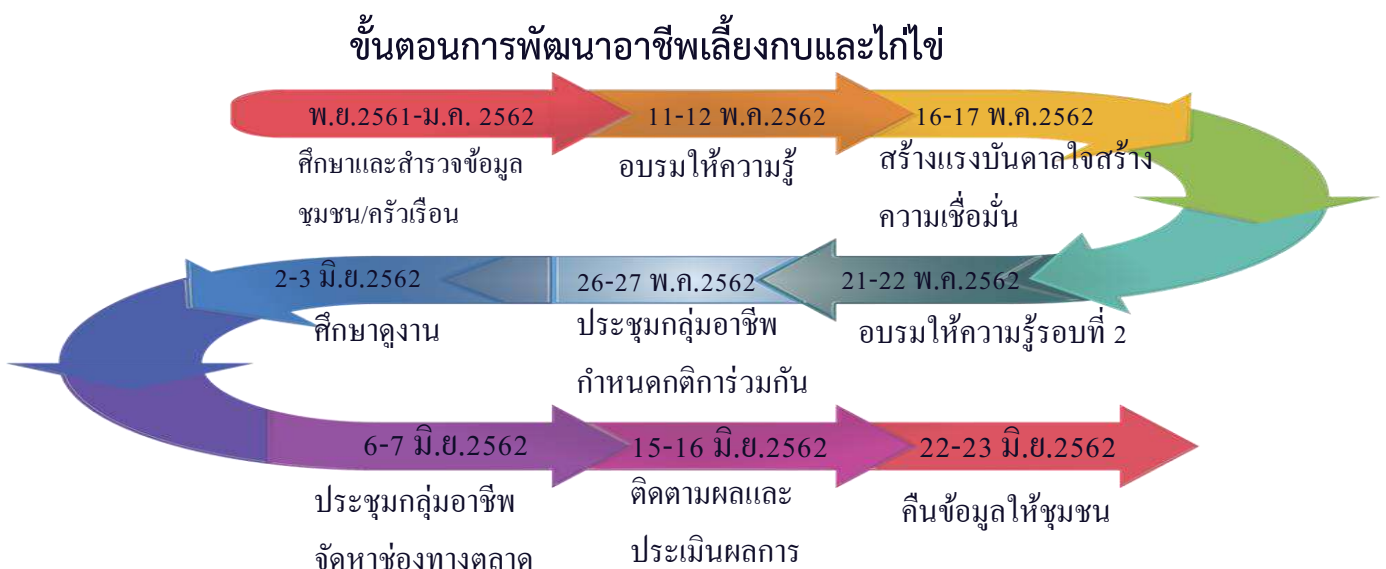 ขั้นตอนการพัฒนาอาชีพเลี้ยงกบและไก่ไข่
พ.ย.2561-ม.ค. 2562
ศึกษาและสำรวจข้อมูล
ชุมชน/ครัวเรือน
11-12 พ.ค.2562
อบรมให้ความรู้
16-17 พ.ค.2562
สร้างแรงบันดาลใจสร้าง
ความเชื่อมั่น
21-22 พ.ค.2562
อบรมให้ความรู้รอบที่ 2
26-27 พ.ค.2562
ประชุมกลุ่มอาชีพ
กำหนดกติการ่วมกัน
2-3 มิ.ย.2562
ศึกษาดูงาน
6-7 มิ.ย.2562
ประชุมกลุ่มอาชีพ
จัดหาช่องทางตลาด
15-16 มิ.ย.2562
ติดตามผลและ
ประเมินผลการ
22-23 มิ.ย.2562
คืนข้อมูลให้ชุมชน